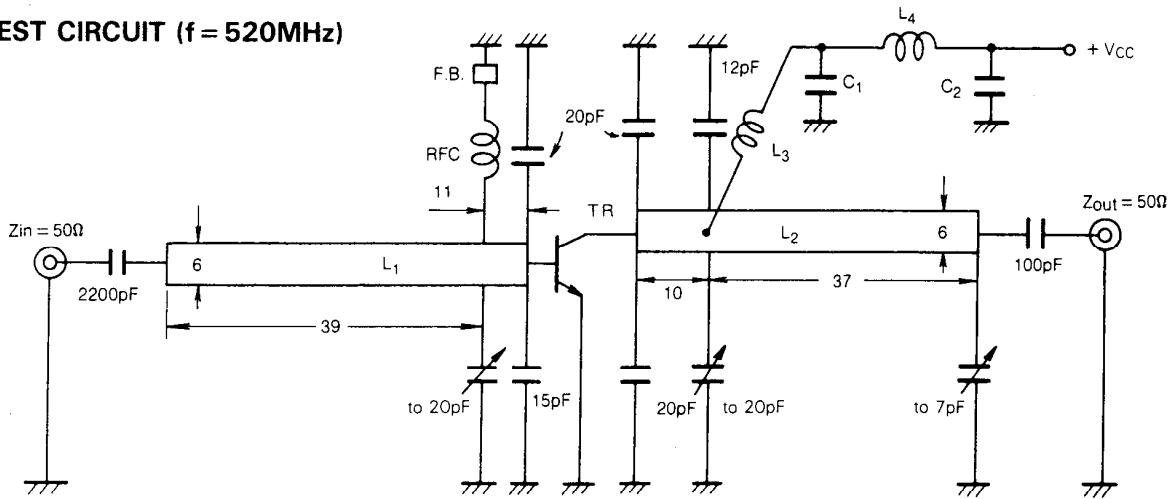 EST CIRCUIT (f = 520MHz)
L4
+ VCC
F.B.
12pF
C1
C2
20pF
RFC
L3
11
TR
Zin = 50Ω
Zout = 50Ω
6
L1
L2
6
2200pF
100pF
10
37
39
to 20pF
15pF
20pF
to 20pF
to 7pF